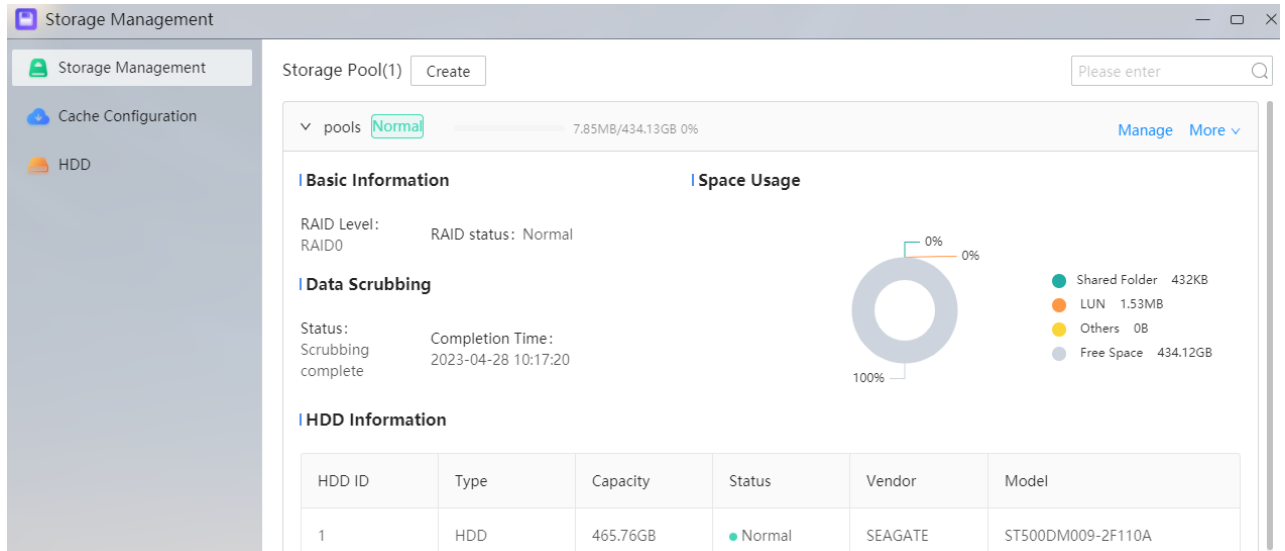 Storage Management
Storage Management
Cache Configuration
HDD
Storage Pool(1) Create Please enter
pools Normal 7.85MB/434.13GB 0% Manage More
Basic Information
RAID Level:
RAID0
RAID status: Normal
Data Scrubbing
Status:
Scrubbing
complete
Completion Time:
2023-04-28 10:17:20
Space Usage
0%
0%
100%
Shared Folder 432KB
LUN 1.53MB
Others 0B
Free Space 434.12GB
HDD Information
HDD ID Type Capacity Status Vendor Model
1 HDD 465.76GB Normal SEAGATE ST500DM009-2F110A